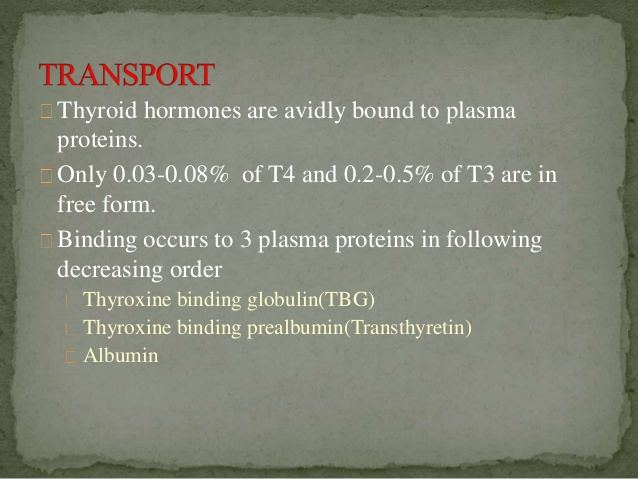 TRANSPORT
Thyroid hormones are avidly bound to plasma
proteins.
Only 0.03-0.08% of T4 and 0.2-0.5% of T3 are in
free form.
Binding occurs to 3 plasma proteins in following
decreasing order
Thyroxine binding globulin(TBG)
Thyroxine binding prealbumin(Transthyretin)
Albumin